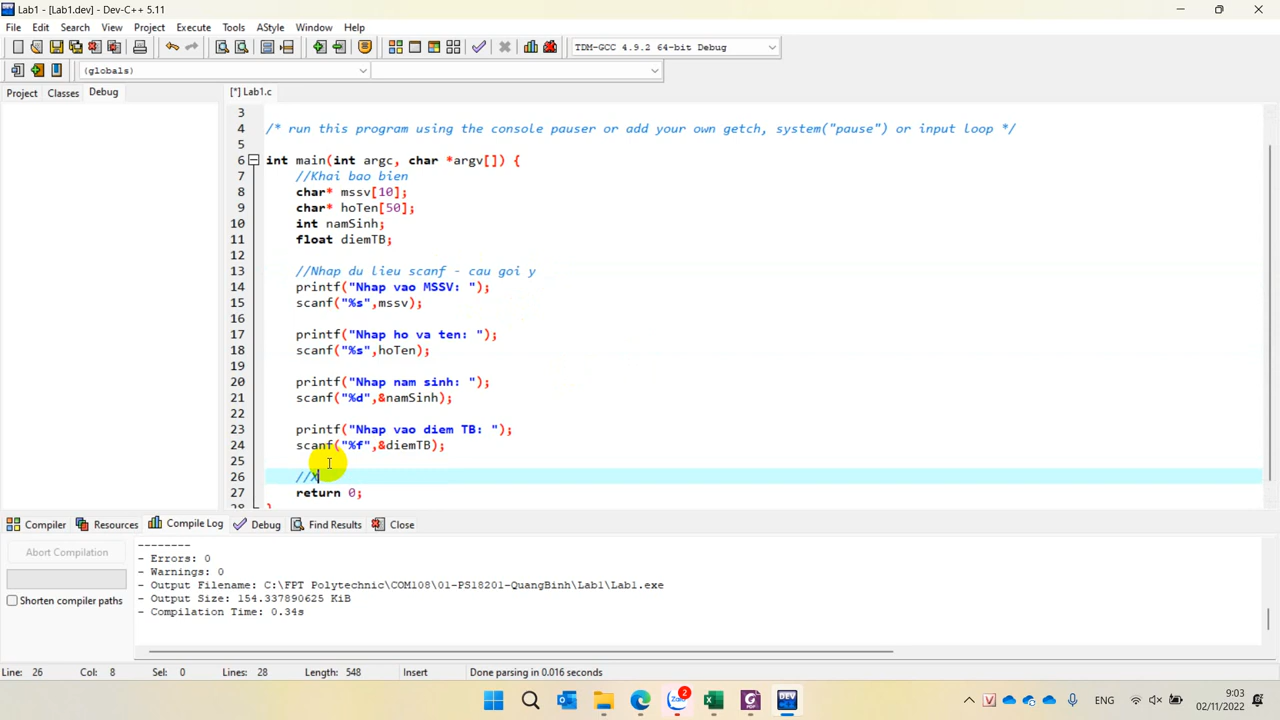 Lab1 - [Lab1.dev] - Dev-C++ 5.11
File Edit Search View Project Execute Tools AStyle Window Help
TDM-GCC 4.9.2 64-bit Debug
(globals)
Project Classes Debug
[*] Lab1.c
3
4 /* run this program using the console pauser or add your own getch, system("pause") or input loop */
5
6 int main(int argc, char *argv[]) {
7 //Khai bao bien
8 char* mssv[10];
9 char* hoTen[50];
10 int namSinh;
11 float diemTB;
12
13 //Nhap du lieu scanf - cau goi y
14 printf("Nhap vao MSSV: ");
15 scanf("%s",mssv);
16
17 printf("Nhap ho va ten: ");
18 scanf("%s",hoTen);
19
20 printf("Nhap nam sinh: ");
21 scanf("%d",&namSinh);
22
23 printf("Nhap vao diem TB: ");
24 scanf("%f",&diemTB);
25
26 //X
27 return 0;
28 }
Compiler Resources Compile Log Debug Find Results Close
Abort Compilation
Shorten compiler paths
--------
- Errors: 0
- Warnings: 0
- Output Filename: C:\FPT Polytechnic\COM108\01-PS18201-QuangBinh\Lab1\Lab1.exe
- Output Size: 154.337890625 KiB
- Compilation Time: 0.34s
Line: 26 Col: 8 Sel: 0 Lines: 28 Length: 548 Insert Done parsing in 0.016 seconds
Zalo 2 PDF DEV
V ENG
9:03
02/11/2022